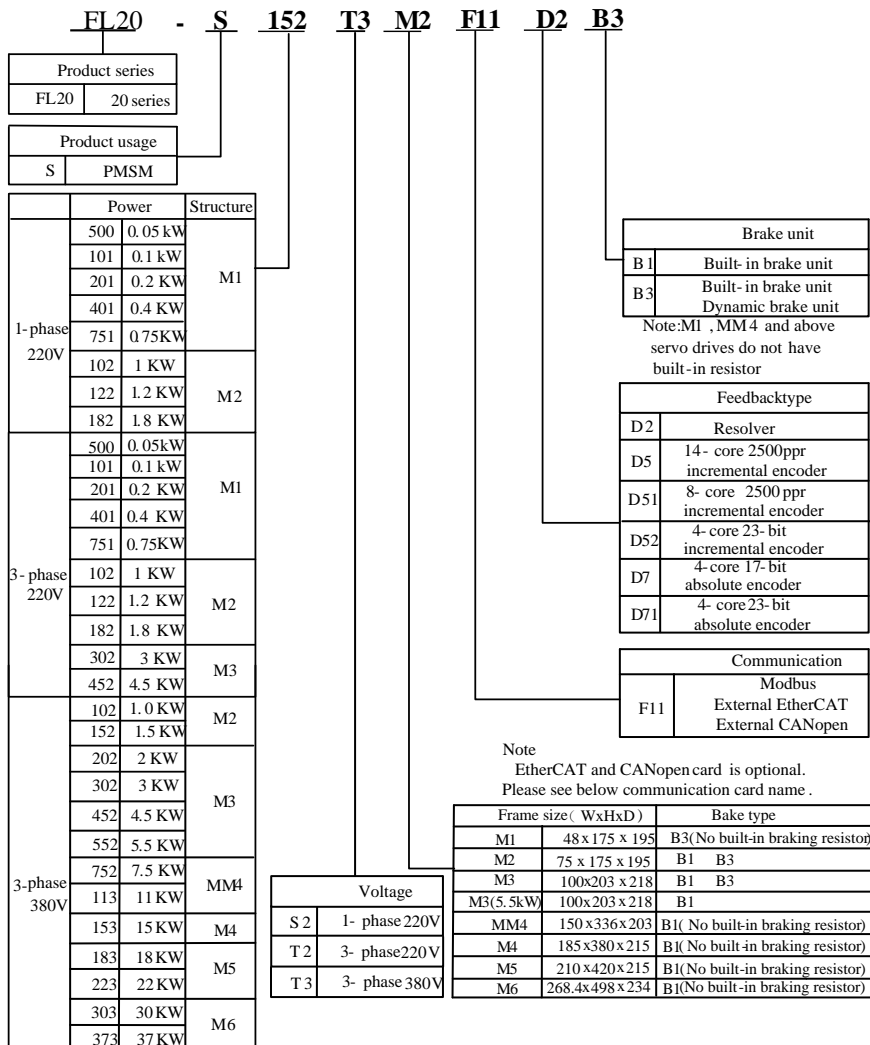 FL20 - S 152 T3 M2 F11 D2 B3
Product series
FL20 20 series
Product usage
S PMSM
Power Structure
1- phase
220V
500 0.05 kW
101 0.1 kW
201 0.2 KW
401 0.4 KW
751 0.75KW
M1
102 1 KW
122 1.2 KW
182 1.8 KW
M2
3- phase
220V
500 0.05kW
101 0.1 kW
201 0.2 KW
401 0.4 KW
751 0.75KW
M1
102 1 KW
122 1.2 KW
182 1.8 KW
M2
302 3 KW
452 4.5 KW
M3
3-phase
380V
102 1.0 KW
152 1.5 KW
M2
202 2 KW
302 3 KW
452 4.5 KW
552 5.5 KW
M3
752 7.5 KW
113 11 KW
MM4
153 15 KW M4
183 18 KW
223 22 KW
M5
303 30 KW
373 37 KW
M6
Brake unit
B1 Built- in brake unit
B3 Built- in brake unit
Dynamic brake unit
Note:M1 , MM 4 and above
servo drives do not have
built-in resistor
Feedbacktype
D2 Resolver
D5 14- core 2500ppr
incremental encoder
D51 8- core 2500 ppr
incremental encoder
D52 4- core 23- bit
incremental encoder
D7 4-core 17-bit
absolute encoder
D71 4- core 23- bit
absolute encoder
Communication
F11 Modbus
External EtherCAT
External CANopen
Note
EtherCAT and CANopen card is optional.
Please see below communication card name .
Frame size( WxHxD ) Bake type
M1 48 x 175 x 195 B3(No built-in braking resistor)
M2 75 x 175 x 195 B1 B3
M3 100x203 x 218 B1 B3
M3(5.5kW) 100x203 x 218 B1
MM4 150 x336 x 203 B1( No built-in braking resistor)
M4 185x380 x 215 B1( No built-in braking resistor)
M5 210 x 420 x 215 B1(No built-in braking resistor)
M6 268.4x498 x 234 B1(No built-in braking resistor)
Voltage
S 2 1- phase 220V
T 2 3- phase220V
T 3 3- phase 380V